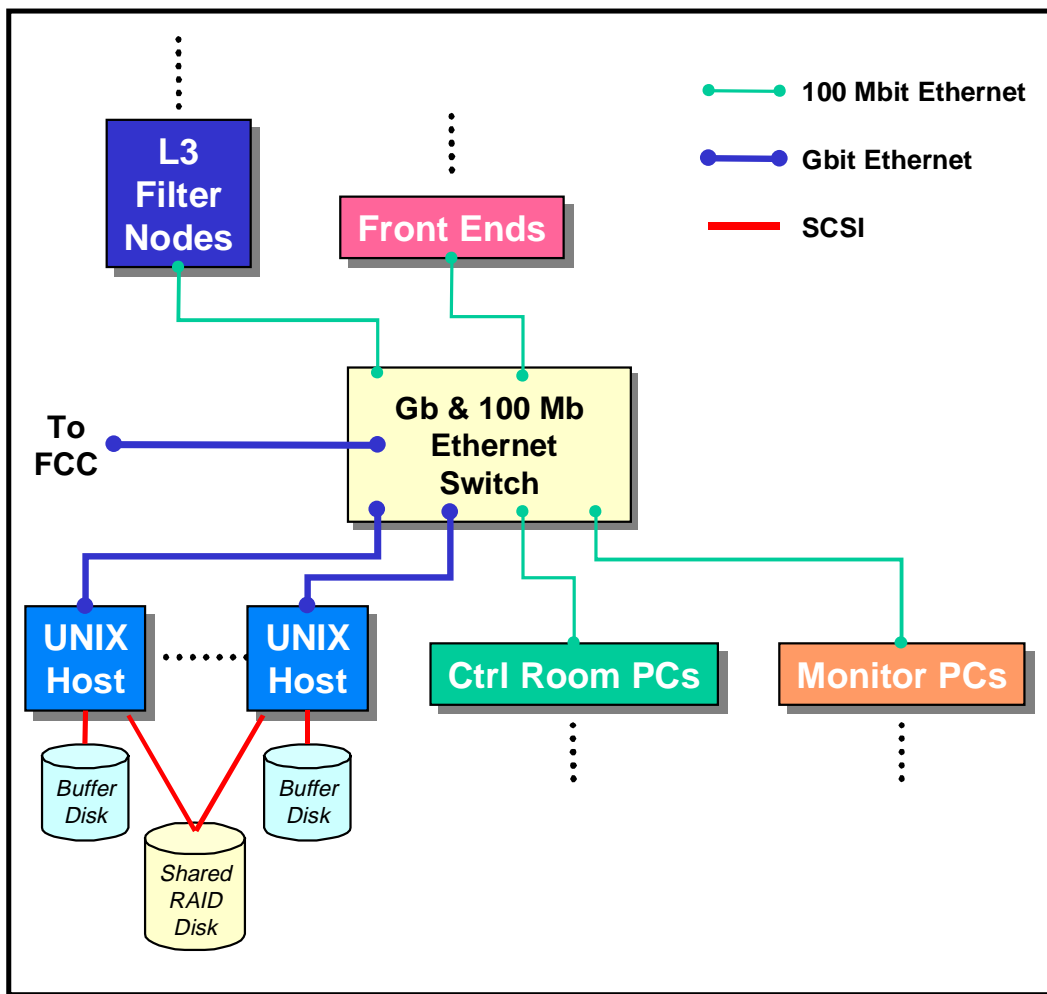 100 Mbit Ethernet
Gbit Ethernet
SCSI
L3
Filter
Nodes
Front Ends
Gb & 100 Mb
Ethernet
Switch
To
FCC
UNIX
Host
UNIX
Host
Ctrl Room PCs
Monitor PCs
Buffer
Disk
Buffer
Disk
Shared
RAID
Disk